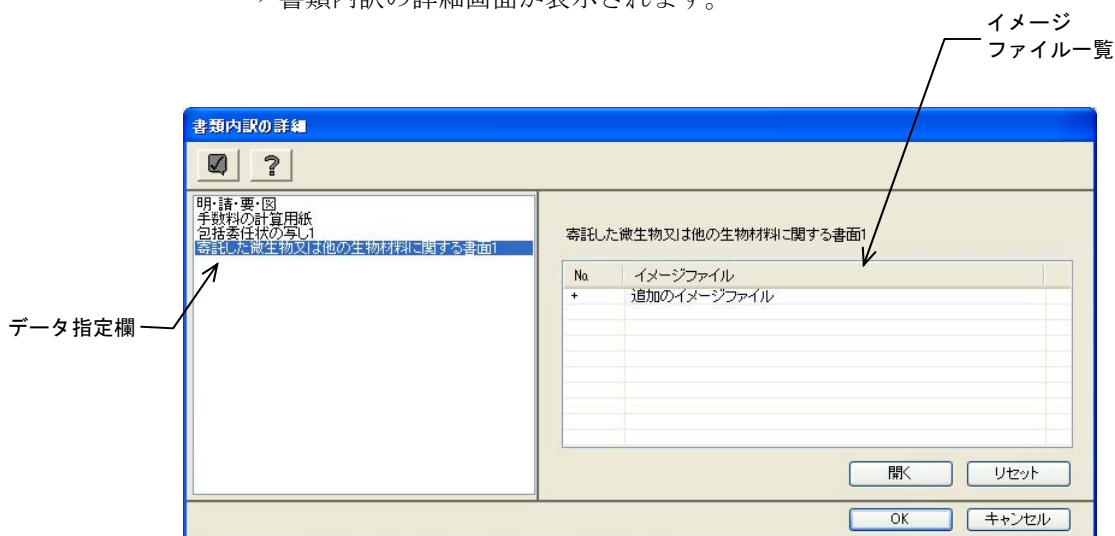 書類内訳の詳細画面が表示されます。
イメージ
ファイル一覧
書類内訳の詳細
?
明・請・要・図
手数料の計算用紙
包括委任状の写し1
寄託した微生物又は他の生物材料に関する書面1
データ指定欄
寄託した微生物又は他の生物材料に関する書面1
No. イメージファイル
+ 追加のイメージファイル
開く リセット
OK キャンセル